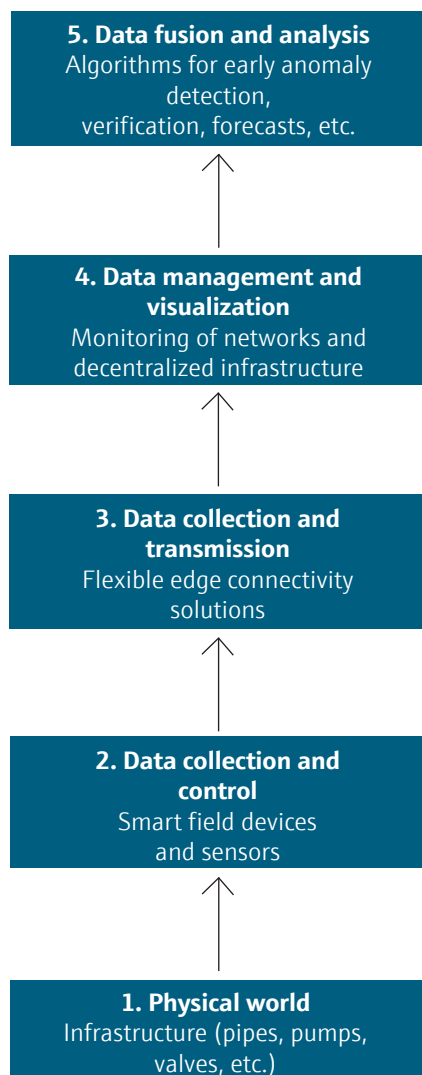 5. Data fusion and analysis
Algorithms for early anomaly
detection,
verification, forecasts, etc.
4. Data management and
visualization
Monitoring of networks and
decentralized infrastructure
3. Data collection and
transmission
Flexible edge connectivity
solutions
2. Data collection and
control
Smart field devices
and sensors
1. Physical world
Infrastructure (pipes, pumps,
valves, etc.)